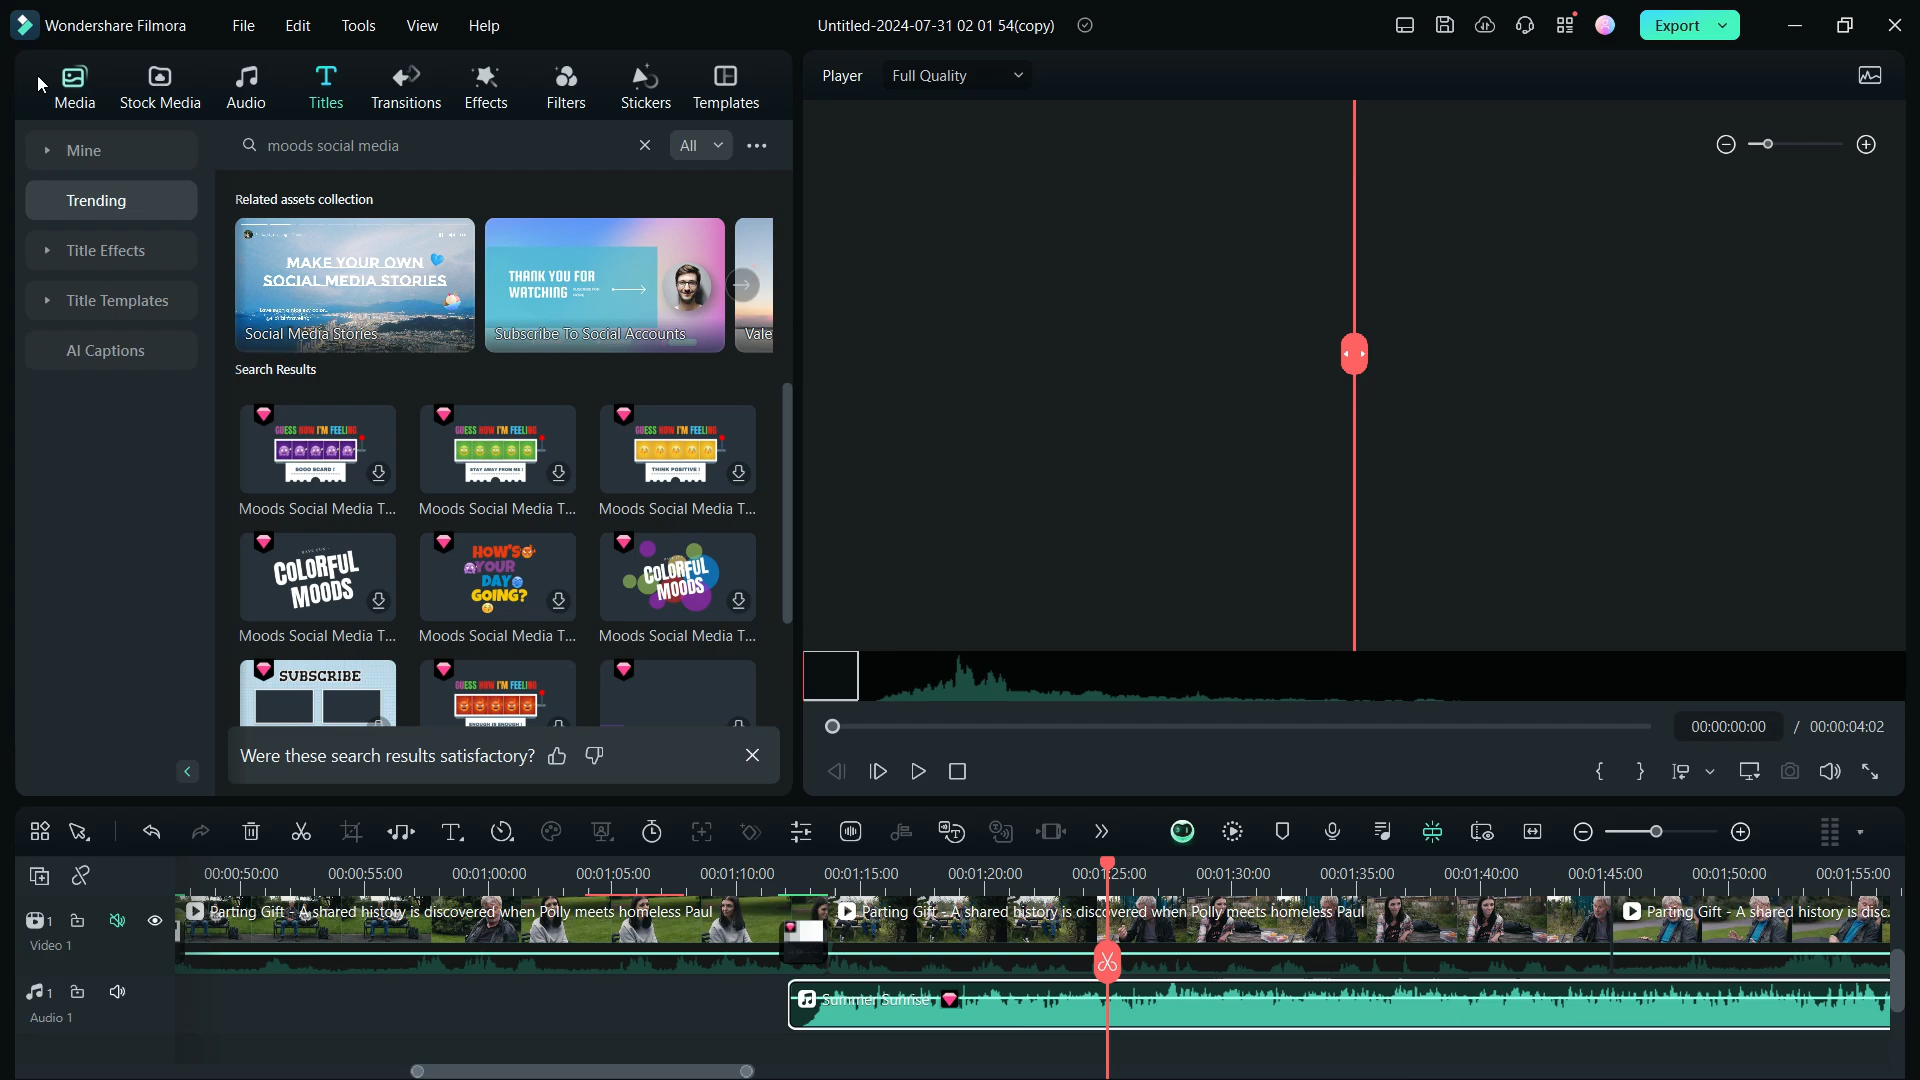 Wondershare Filmora
File
Edit
Tools
View
Help
Untitled-2024-07-31 02 01 54(copy)
Export
Media
Stock Media
Audio
Titles
Transitions
Effects
Filters
Stickers
Templates
Player
Full Quality
Mine
Trending
Title Effects
Title Templates
AI Captions
moods social media
All
Related assets collection
MAKE YOUR OWN
SOCIAL MEDIA STORIES
Social Media Stories
THANK YOU FOR
WATCHING
Subscribe To Social Accounts
Vale
Search Results
GUESS HOW I'M FEELING
SOOO SCARD !
GUESS HOW I'M FEELING
STAY AWAY FROM ME !
GUESS HOW I'M FEELING
THINK POSITIVE !
Moods Social Media T...
Moods Social Media T...
Moods Social Media T...
COLORFUL
MOODS
HOW'S
YOUR
DAY
GOING?
COLORFUL
MOODS
Moods Social Media T...
Moods Social Media T...
Moods Social Media T...
SUBSCRIBE
GUESS HOW I'M FEELING
ENOUGH IS ENOUGH !
Were these search results satisfactory?
00:00:00:00 / 00:00:04:02
00:00:50:00
00:00:55:00
00:01:00:00
00:01:05:00
00:01:10:00
00:01:15:00
00:01:20:00
00:01:25:00
00:01:30:00
00:01:35:00
00:01:40:00
00:01:45:00
00:01:50:00
00:01:55:00
1
Video 1
Parting Gift - A shared history is discovered when Polly meets homeless Paul
Parting Gift - A shared history is discovered when Polly meets homeless Paul
Parting Gift - A shared history is disc.
1
Audio 1
Summer Sunrise